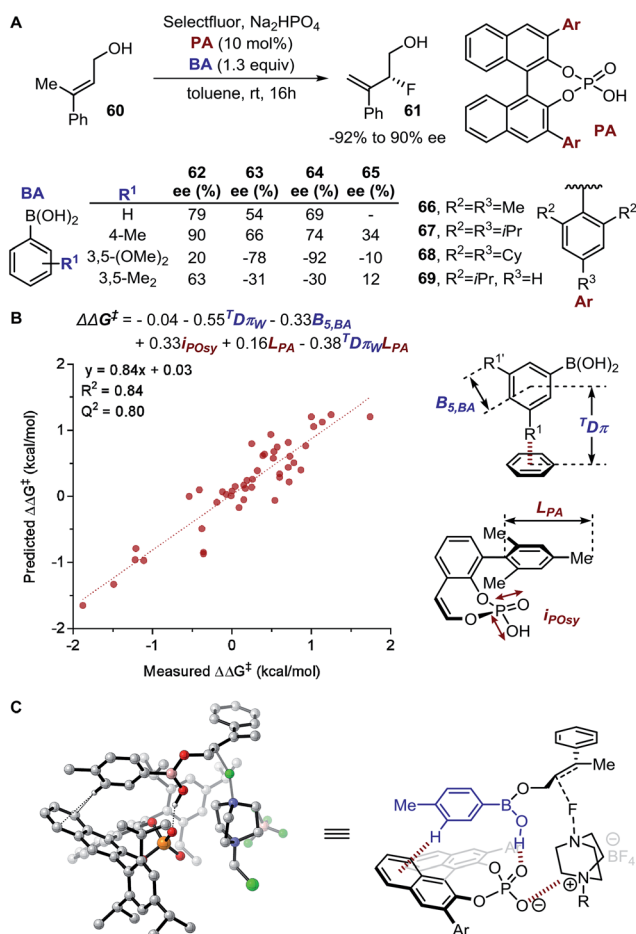 A
Selectfluor, Na₂HPO₄
PA (10 mol%)
BA (1.3 equiv)
toluene, rt, 16h
OH
Me
Ph
60
OH
F
Ph
61
-92% to 90% ee
Ar
O
O
P
O
OH
Ar
PA
BA
B(OH)₂
R¹
R¹ 62 ee (%) 63 ee (%) 64 ee (%) 65 ee (%)
H 79 54 69 -
4-Me 90 66 74 34
3,5-(OMe)₂ 20 -78 -92 -10
3,5-Me₂ 63 -31 -30 12
66, R²=R³=Me
67, R²=R³=iPr
68, R²=R³=Cy
69, R²=iPr, R³=H
R² R²
R³
Ar
B
ΔΔG‡ = - 0.04 - 0.55ᵀDπ_W - 0.33B₅,BA
+ 0.33i_POsy + 0.16L_PA - 0.38ᵀDπ_W L_PA
y = 0.84x + 0.03
R² = 0.84
Q² = 0.80
Predicted ΔΔG‡ (kcal/mol)
2
1
0
-1
-2
-2 -1 0 1 2
Measured ΔΔG‡ (kcal/mol)
R¹' B(OH)₂
B₅,BA
R¹
ᵀDπ
L_PA
Me
Me
Me
O
P
O
O
OH
i_POsy
C
Me
B
O
O
H
H
Me
F
N
N
⊕
R
BF₄
⊖
A
O
O
P
O
O
⊖
Ar